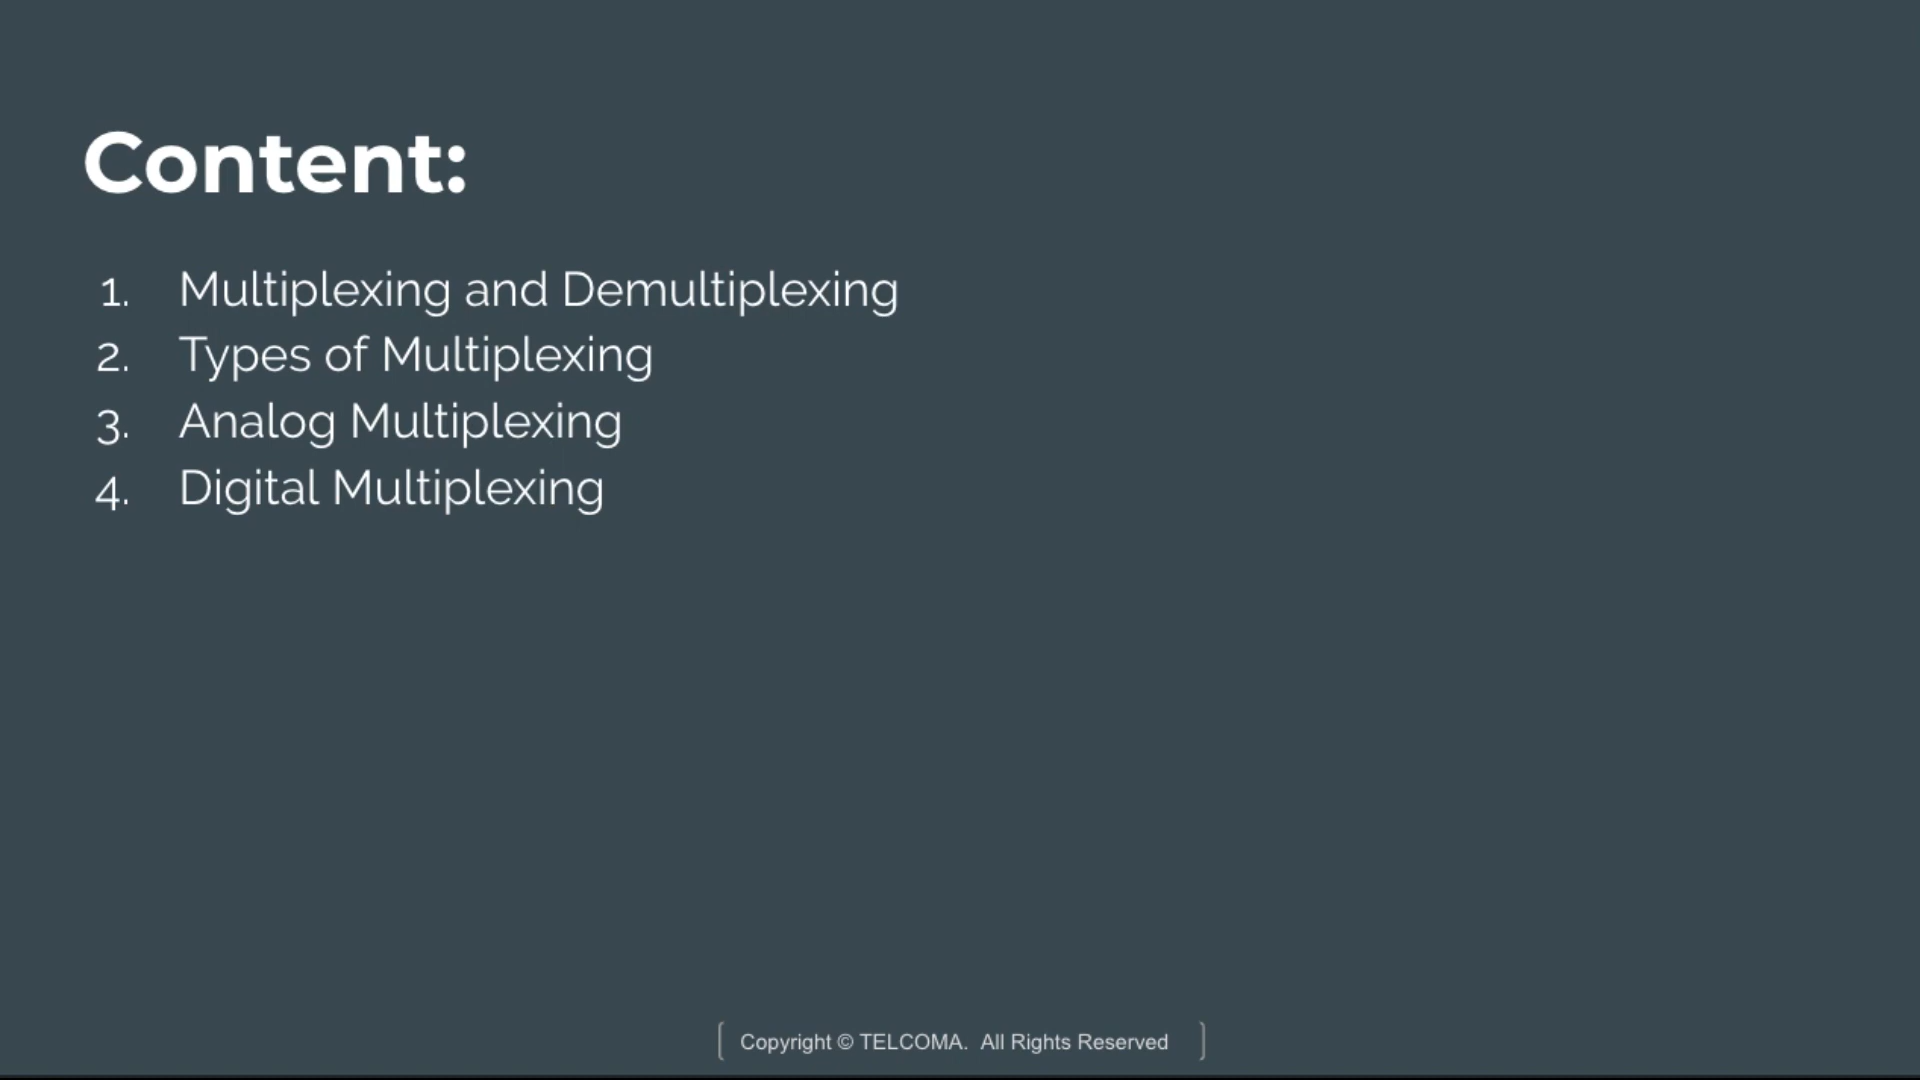 Content:
1. Multiplexing and Demultiplexing
2. Types of Multiplexing
3. Analog Multiplexing
4. Digital Multiplexing
Copyright © TELCOMA. All Rights Reserved